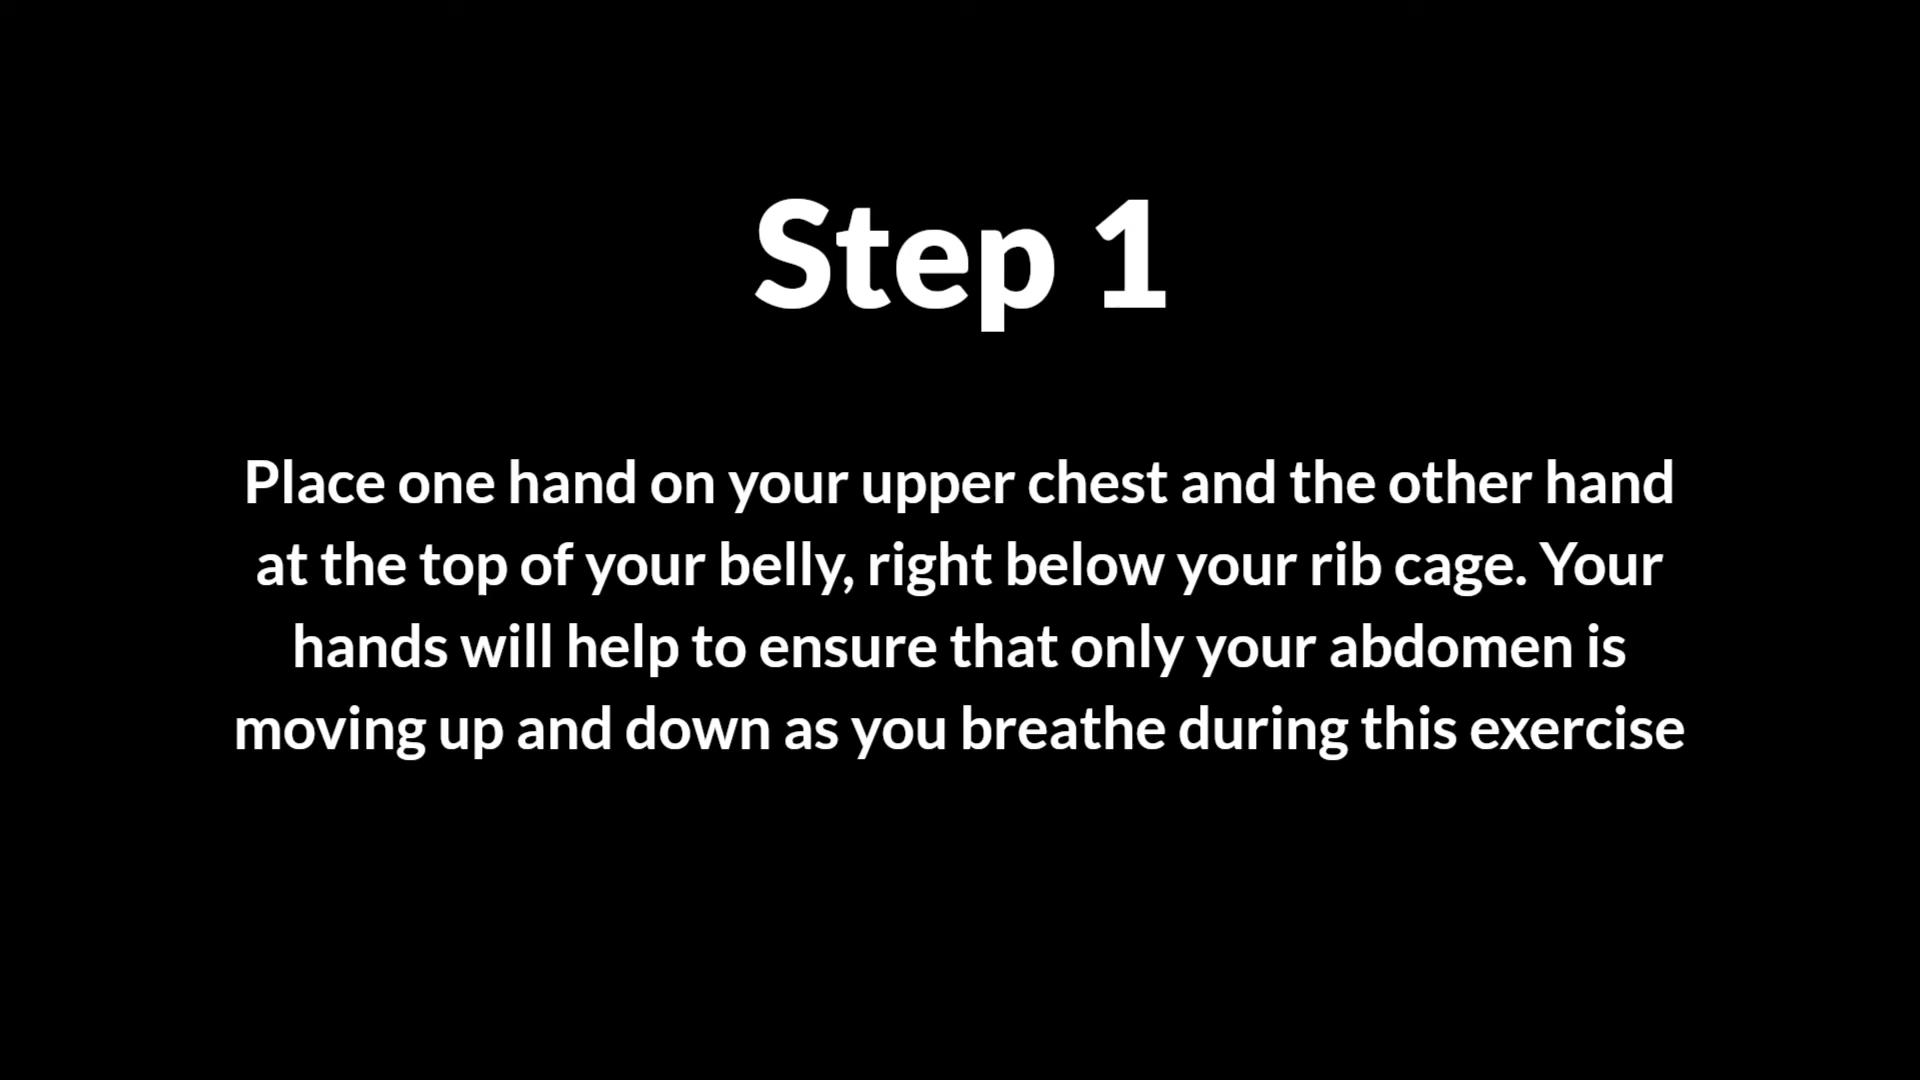 Step 1
Place one hand on your upper chest and the other hand
at the top of your belly, right below your rib cage. Your
hands will help to ensure that only your abdomen is
moving up and down as you breathe during this exercise